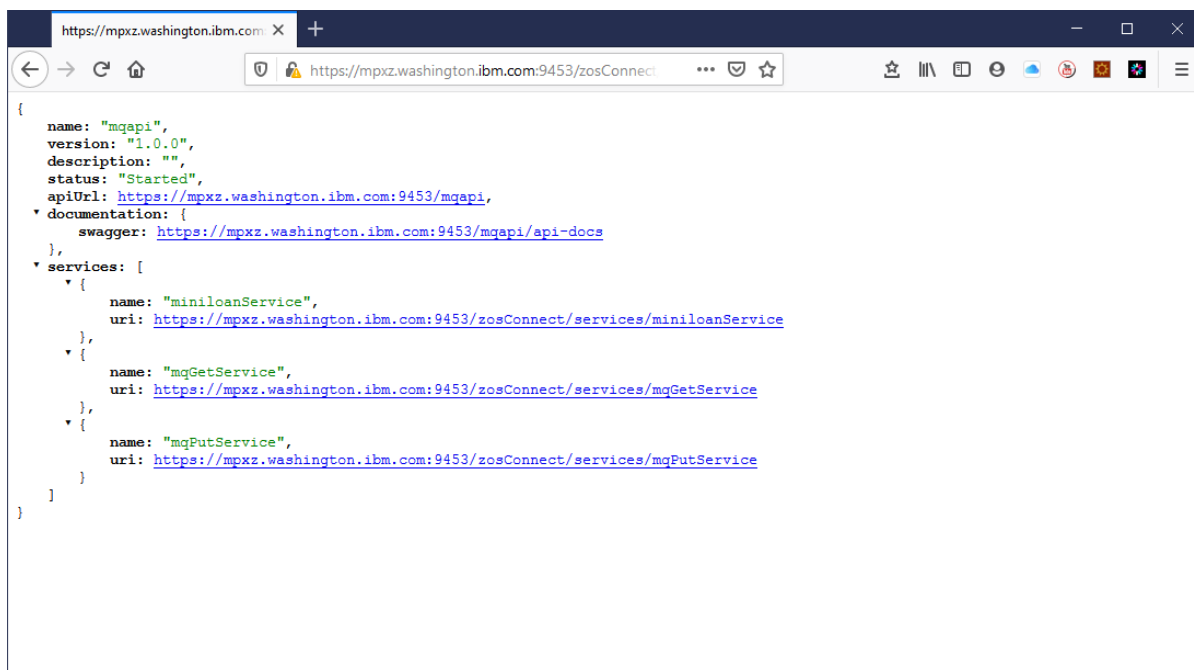 https://mpxz.washington.ibm.com
https://mpxz.washington.ibm.com:9453/zosConnect
{
name: "mqapi",
version: "1.0.0",
description: "",
status: "Started",
apiUrl: https://mpxz.washington.ibm.com:9453/mqapi,
documentation: {
swagger: https://mpxz.washington.ibm.com:9453/mqapi/api-docs
},
services: [
{
name: "miniloanService",
uri: https://mpxz.washington.ibm.com:9453/zosConnect/services/miniloanService
},
{
name: "mqGetService",
uri: https://mpxz.washington.ibm.com:9453/zosConnect/services/mqGetService
},
{
name: "mqPutService",
uri: https://mpxz.washington.ibm.com:9453/zosConnect/services/mqPutService
}
]
}